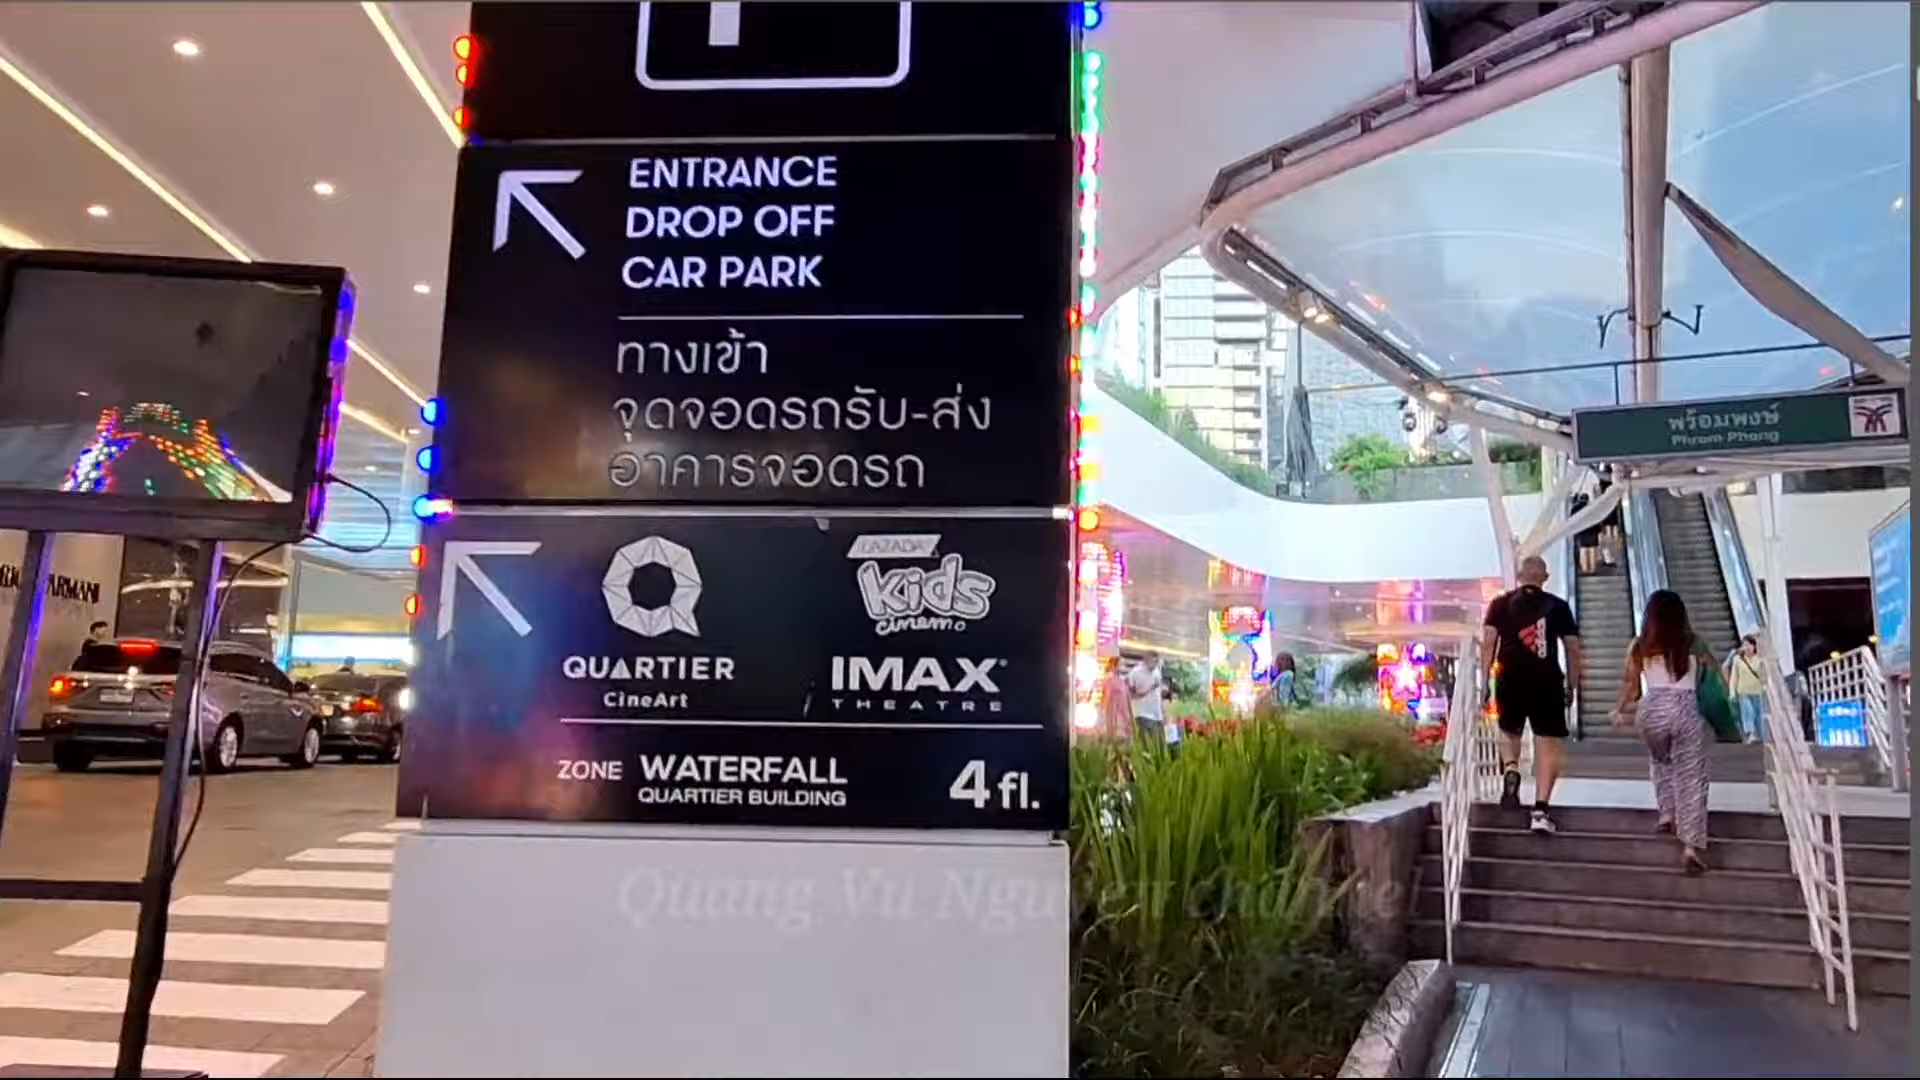 ENTRANCE
DROP OFF
CAR PARK
ทางเข้า
จุดจอดรถรับ-ส่ง
อาคารจอดรถ
LAZADA
kids
cinema
QUARTIER
CineArt
IMAX
THEATRE
ZONE WATERFALL 4 fl.
QUARTIER BUILDING
พร้อมพงษ์
Phrom Phong
ARMANI
Quang Vu Nguyen channel